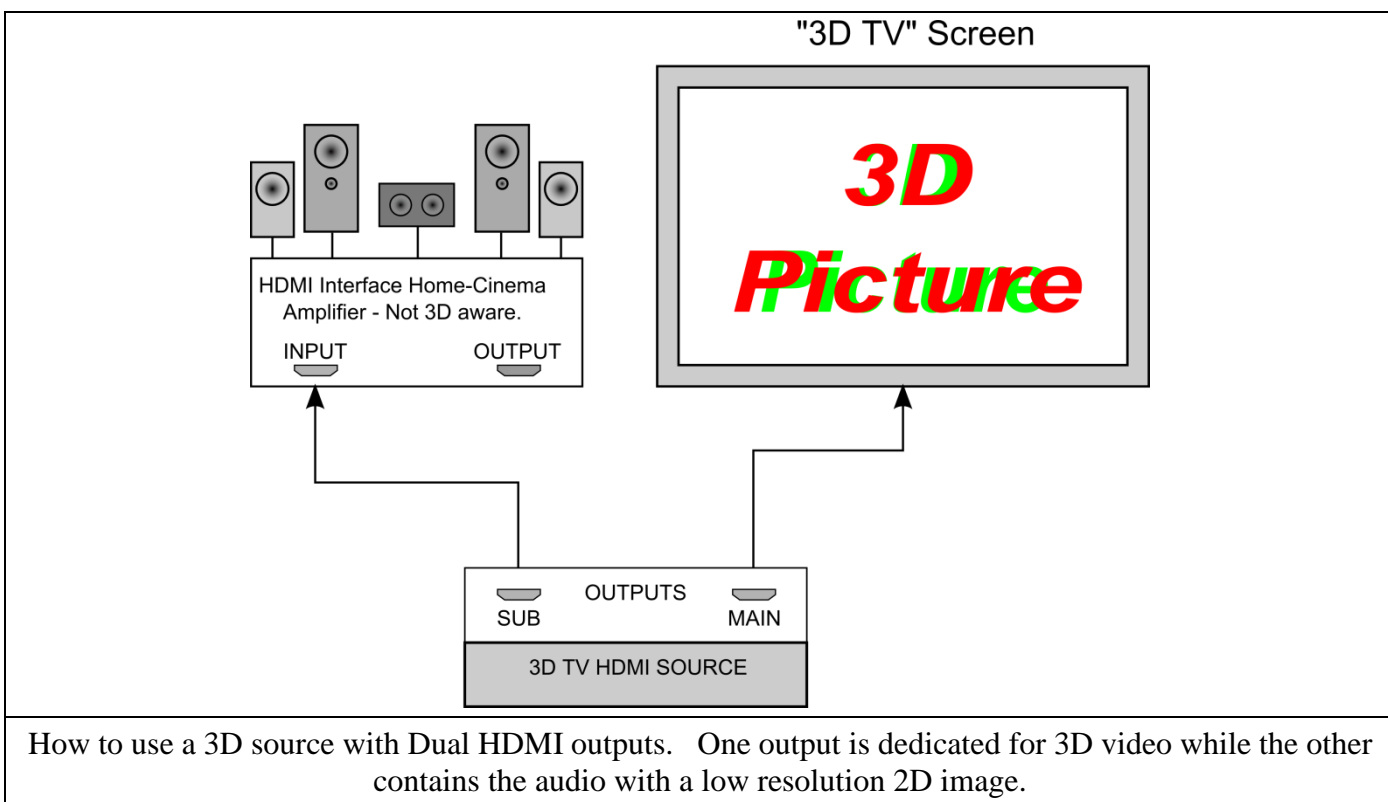 "3D TV" Screen
3D
Picture
HDMI Interface Home-Cinema
Amplifier - Not 3D aware.
INPUT
OUTPUT
OUTPUTS
SUB
MAIN
3D TV HDMI SOURCE
How to use a 3D source with Dual HDMI outputs. One output is dedicated for 3D video while the other
contains the audio with a low resolution 2D image.